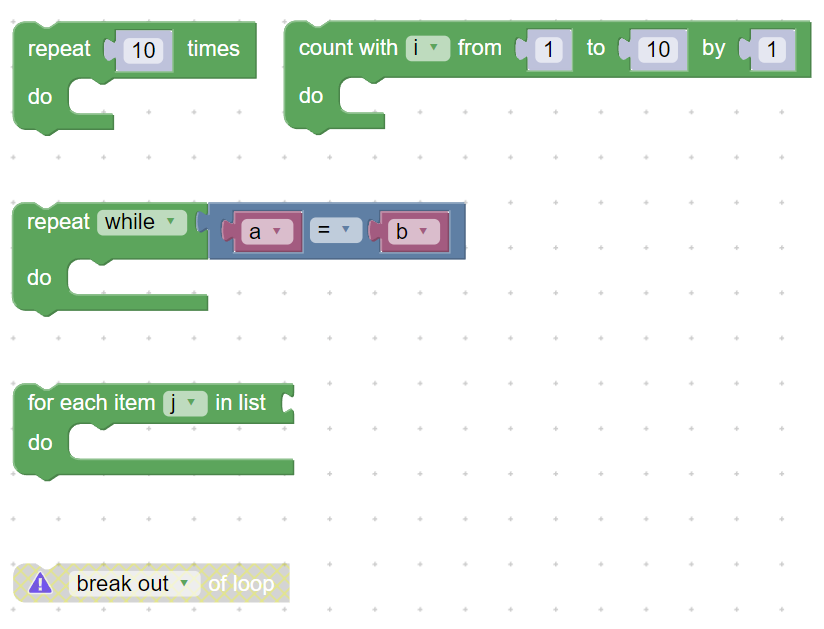 repeat 10 times
do
count with i from 1 to 10 by 1
do
repeat while a = b
do
for each item j in list
do
! break out of loop